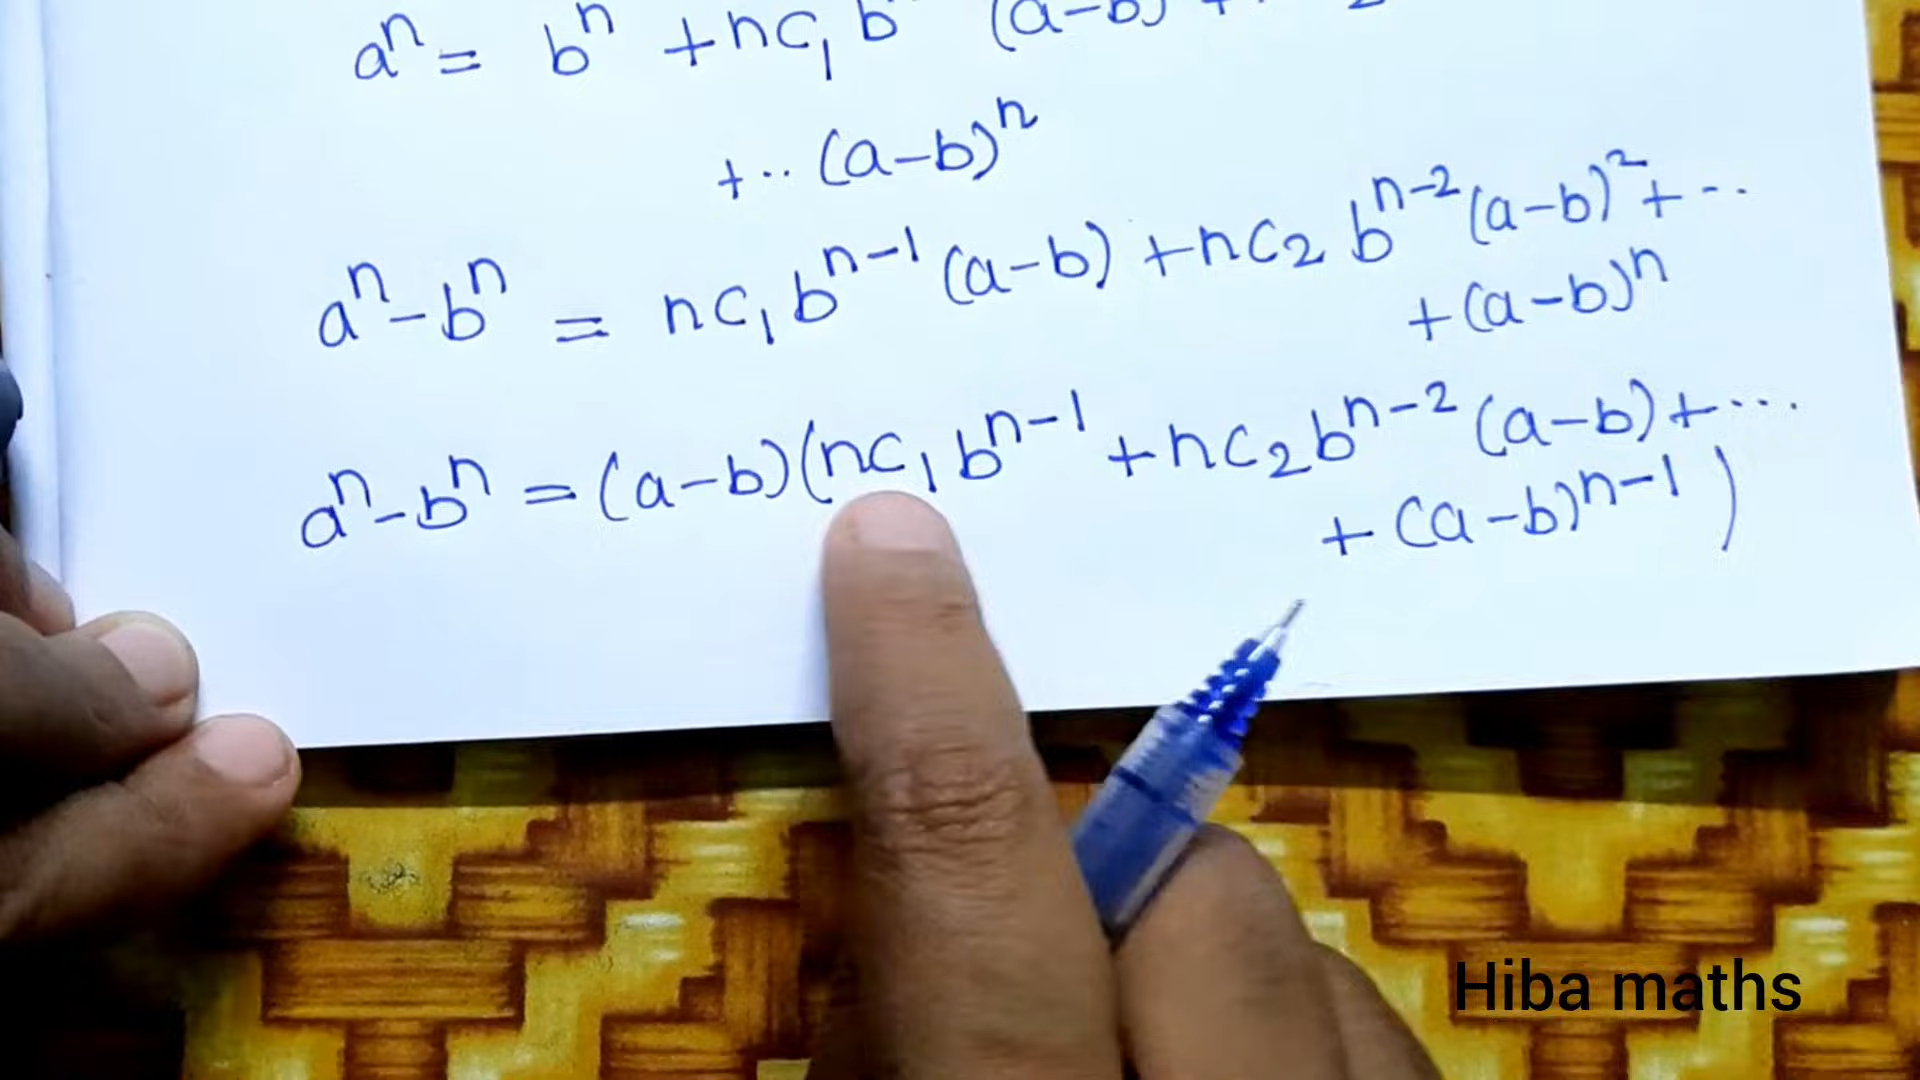 aⁿ = bⁿ + nc₁ b (a-b) +
+·· (a-b)ⁿ
aⁿ-bⁿ = nc₁ bⁿ⁻¹ (a-b) + nc₂ bⁿ⁻² (a-b)² + ···
+ (a-b)ⁿ
aⁿ-bⁿ = (a-b)(nc₁ bⁿ⁻¹ + nc₂ bⁿ⁻² (a-b) + ···
+ (a-b)ⁿ⁻¹)
Hiba maths